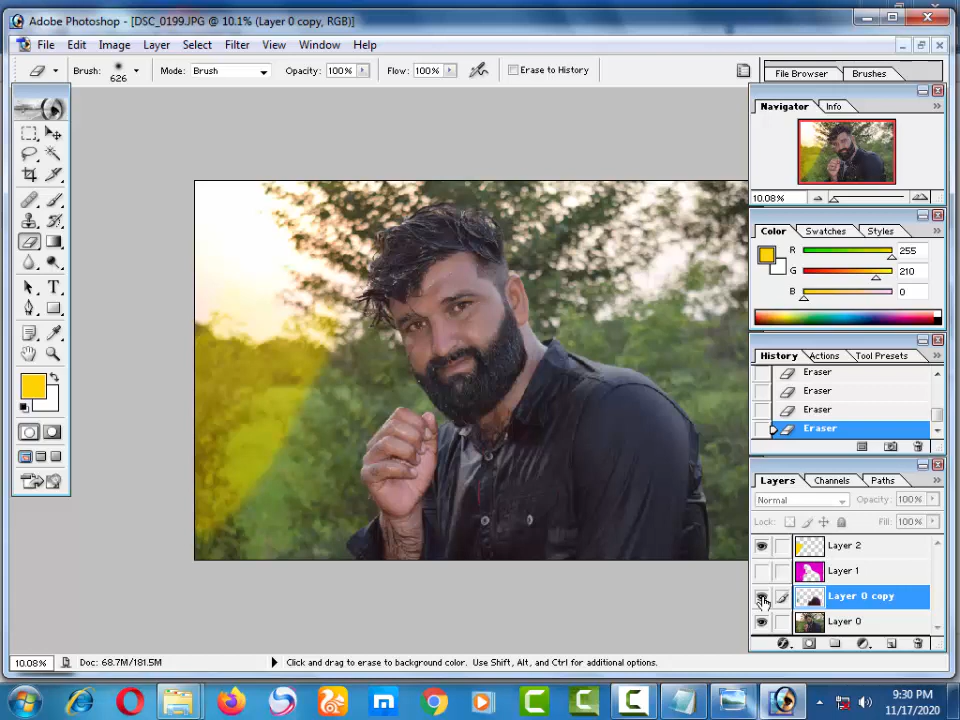 Adobe Photoshop - [DSC_0199.JPG @ 10.1% (Layer 0 copy, RGB)]
File Edit Image Layer Select Filter View Window Help
Brush: 626 Mode: Brush Opacity: 100% Flow: 100% Erase to History File Browser Brushes
Navigator Info
10.08%
Color Swatches Styles
R 255
G 210
B 0
History Actions Tool Presets
Eraser
Eraser
Eraser
Eraser
Layers Channels Paths
Normal Opacity: 100%
Lock: Fill: 100%
Layer 2
Layer 1
Layer 0 copy
Layer 0
10.08% Doc: 68.7M/181.5M Click and drag to erase to background color. Use Shift, Alt, and Ctrl for additional options.
9:30 PM
11/17/2020